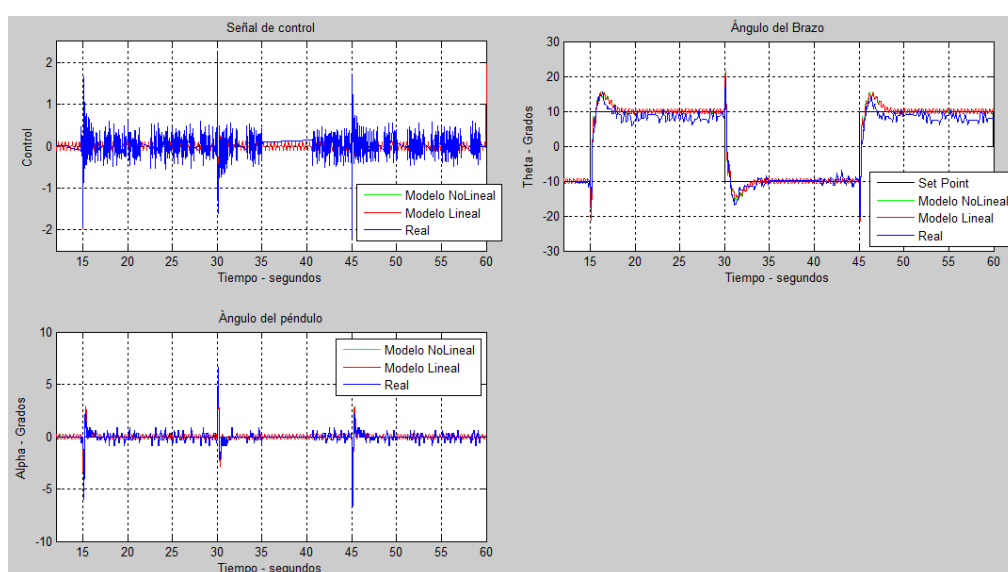 Señal de control
Control
2
1
0
-1
-2
15 20 25 30 35 40 45 50 55 60
Tiempo - segundos
Modelo NoLineal
Modelo Lineal
Real
Ángulo del Brazo
Theta - Grados
30
20
10
0
-10
-20
-30
15 20 25 30 35 40 45 50 55 60
Tiempo - segundos
Set Point
Modelo NoLineal
Modelo Lineal
Real
Àngulo del péndulo
Alpha - Grados
10
5
0
-5
-10
15 20 25 30 35 40 45 50 55 60
Tiempo - segundos
Modelo NoLineal
Modelo Lineal
Real